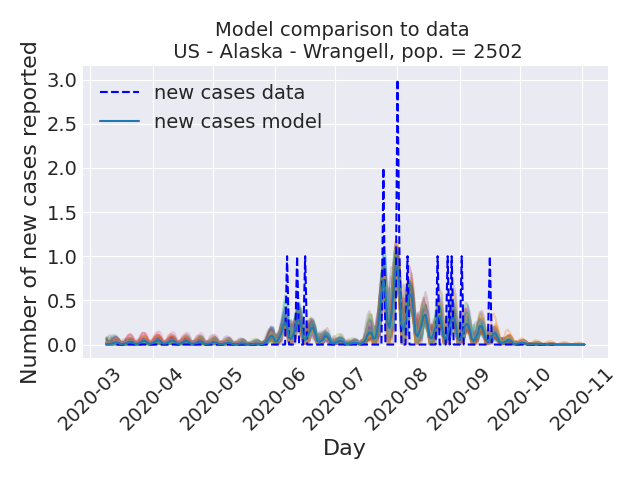 Model comparison to data
US - Alaska - Wrangell, pop. = 2502
Number of new cases reported
3.0
2.5
2.0
1.5
1.0
0.5
0.0
new cases data
new cases model
2020-03
2020-04
2020-05
2020-06
2020-07
2020-08
2020-09
2020-10
2020-11
Day